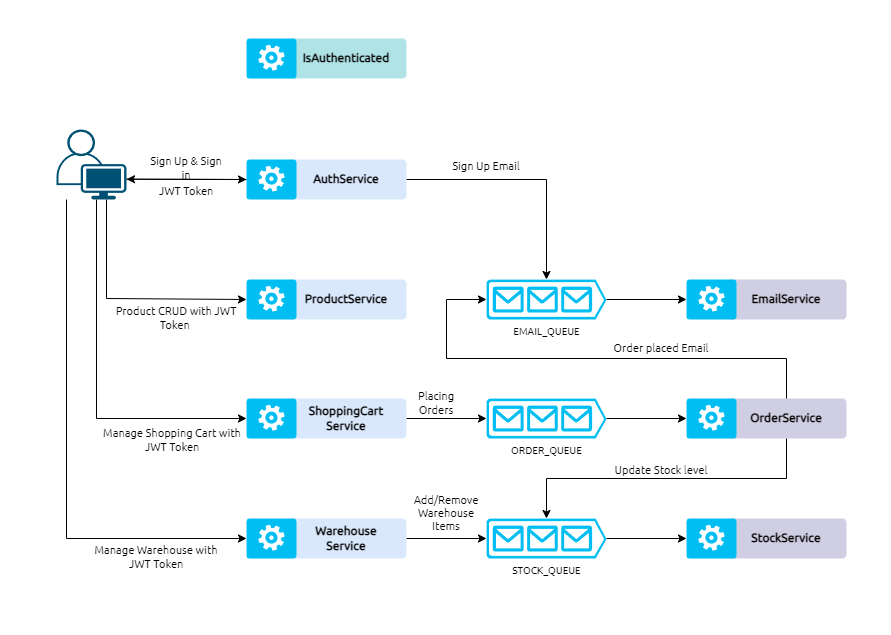 IsAuthenticated
Sign Up & Sign
in
JWT Token
AuthService
Sign Up Email
Product CRUD with JWT
Token
ProductService
EMAIL_QUEUE
EmailService
Order placed Email
Manage Shopping Cart with
JWT Token
ShoppingCart
Service
Placing
Orders
ORDER_QUEUE
OrderService
Update Stock level
Manage Warehouse with
JWT Token
Warehouse
Service
Add/Remove
Warehouse
Items
STOCK_QUEUE
StockService